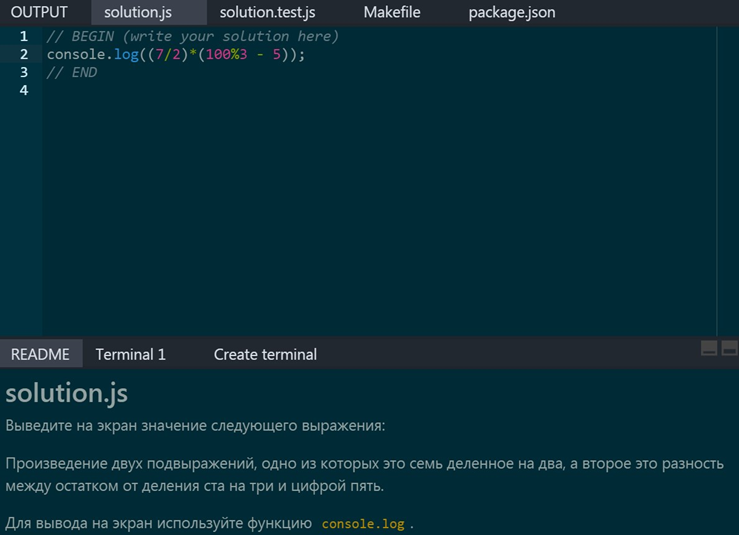 OUTPUT solution.js solution.test.js Makefile package.json
1 // BEGIN (write your solution here)
2 console.log((7/2)*(100%3 - 5));
3 // END
4
README Terminal 1 Create terminal
solution.js
Выведите на экран значение следующего выражения:
Произведение двух подвыражений, одно из которых это семь деленное на два, а второе это разность
между остатком от деления ста на три и цифрой пять.
Для вывода на экран используйте функцию console.log .